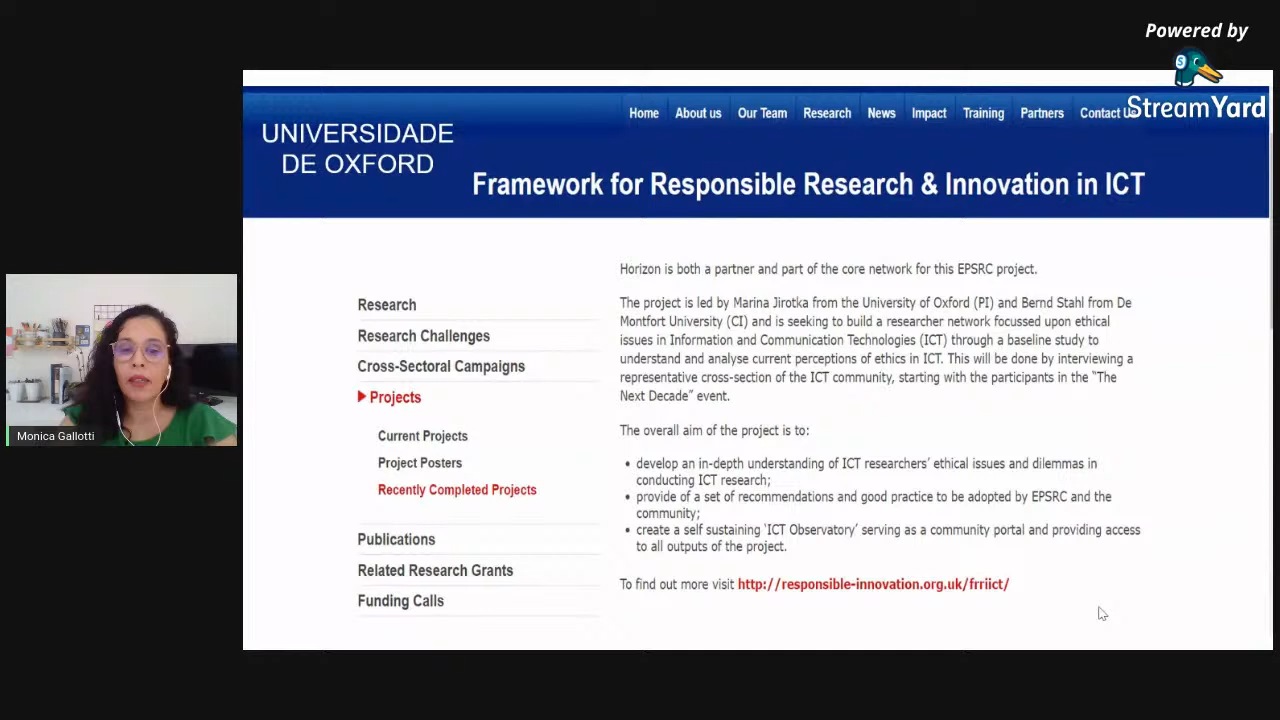 Powered by
StreamYard
Home About us Our Team Research News Impact Training Partners Contact Us
UNIVERSIDADE
DE OXFORD
Framework for Responsible Research & Innovation in ICT
Research
Research Challenges
Cross-Sectoral Campaigns
Projects
Current Projects
Project Posters
Recently Completed Projects
Publications
Related Research Grants
Funding Calls
Horizon is both a partner and part of the core network for this EPSRC project.
The project is led by Marina Jirotka from the University of Oxford (PI) and Bernd Stahl from De
Montfort University (CI) and is seeking to build a researcher network focussed upon ethical
issues in Information and Communication Technologies (ICT) through a baseline study to
understand and analyse current perceptions of ethics in ICT. This will be done by interviewing a
representative cross-section of the ICT community, starting with the participants in the "The
Next Decade" event.
The overall aim of the project is to:
• develop an in-depth understanding of ICT researchers' ethical issues and dilemmas in
conducting ICT research;
• provide of a set of recommendations and good practice to be adopted by EPSRC and the
community;
• create a self sustaining 'ICT Observatory' serving as a community portal and providing access
to all outputs of the project.
To find out more visit http://responsible-innovation.org.uk/frriict/
Monica Gallotti